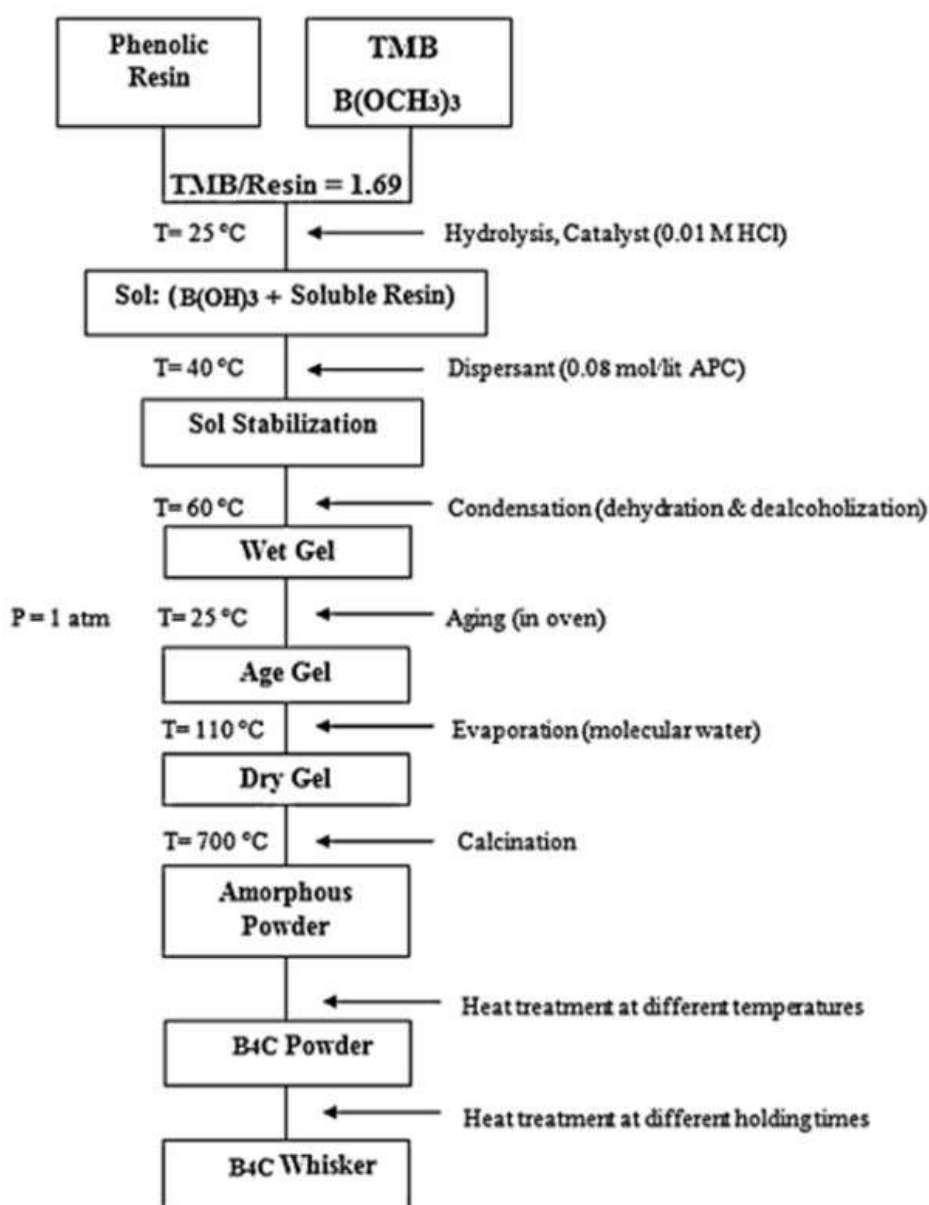 Phenolic
Resin
TMB
B(OCH3)3
TMB/Resin = 1.69
T= 25 °C
Hydrolysis, Catalyst (0.01 M HCl)
Sol: (B(OH)3 + Soluble Resin)
T= 40 °C
Dispersant (0.08 mol/lit APC)
Sol Stabilization
T= 60 °C
Condensation (dehydration & dealcoholization)
Wet Gel
P = 1 atm
T= 25 °C
Aging (in oven)
Age Gel
T= 110 °C
Evaporation (molecular water)
Dry Gel
T= 700 °C
Calcination
Amorphous
Powder
Heat treatment at different temperatures
B4C Powder
Heat treatment at different holding times
B4C Whisker